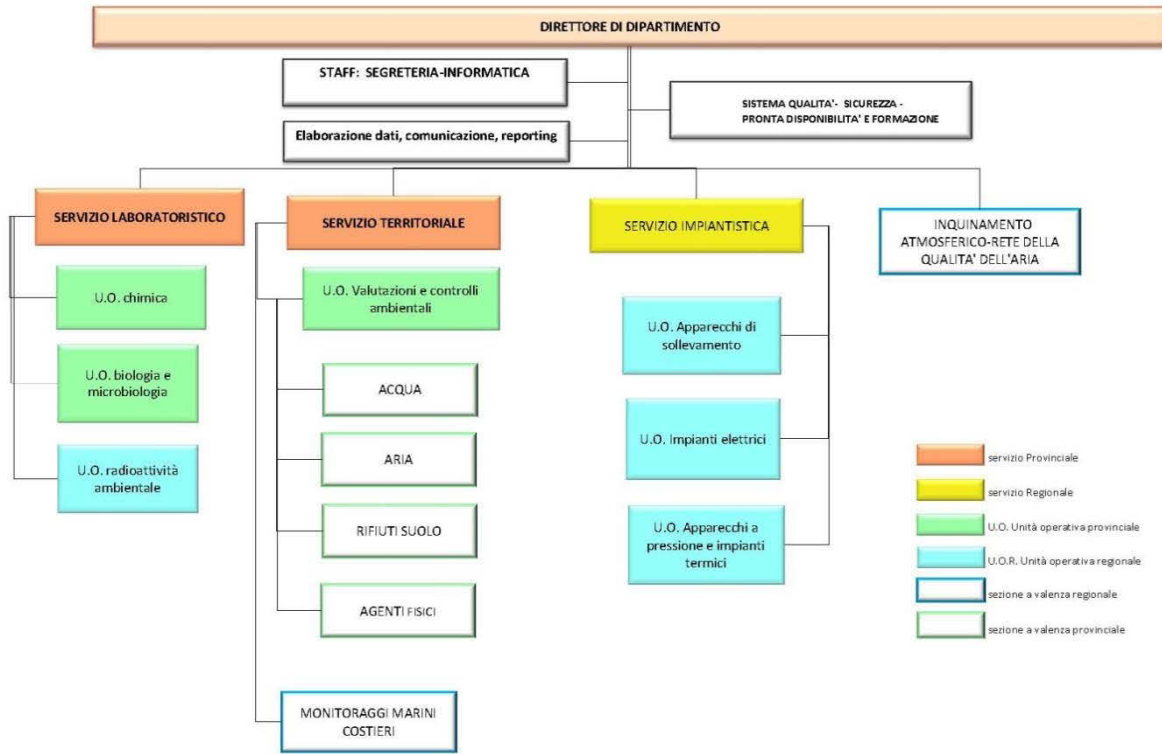 DIRETTORE DI DIPARTIMENTO
STAFF: SEGRETERIA-INFORMATICA
SISTEMA QUALITA'- SICUREZZA -
PRONTA DISPONIBILITA' E FORMAZIONE
Elaborazione dati, comunicazione, reporting
SERVIZIO LABORATORISTICO
U.O. chimica
U.O. biologia e
microbiologia
U.O. radioattività
ambientale
SERVIZIO TERRITORIALE
U.O. Valutazioni e controlli
ambientali
ACQUA
ARIA
RIFIUTI SUOLO
AGENTI FISICI
MONITORAGGI MARINI
COSTIERI
SERVIZIO IMPIANTISTICA
U.O. Apparecchi di
sollevamento
U.O. Impianti elettrici
U.O. Apparecchi a
pressione e impianti
termici
INQUINAMENTO
ATMOSFERICO-RETE DELLA
QUALITA' DELL'ARIA
servizio Provinciale
servizio Regionale
U.O. Unità operativa provinciale
U.O.R. Unità operativa regionale
sezione a valenza regionale
sezione a valenza provinciale